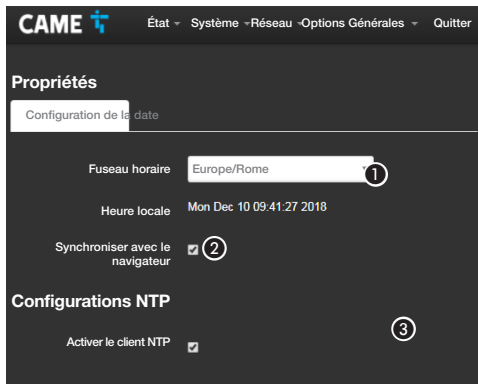 CAME État Système Réseau Options Générales Quitter
Propriétés
Configuration de la date
Fuseau horaire Europe/Rome 1
Heure locale Mon Dec 10 09:41:27 2018
Synchroniser avec le
navigateur 2
Configurations NTP
3
Activer le client NTP